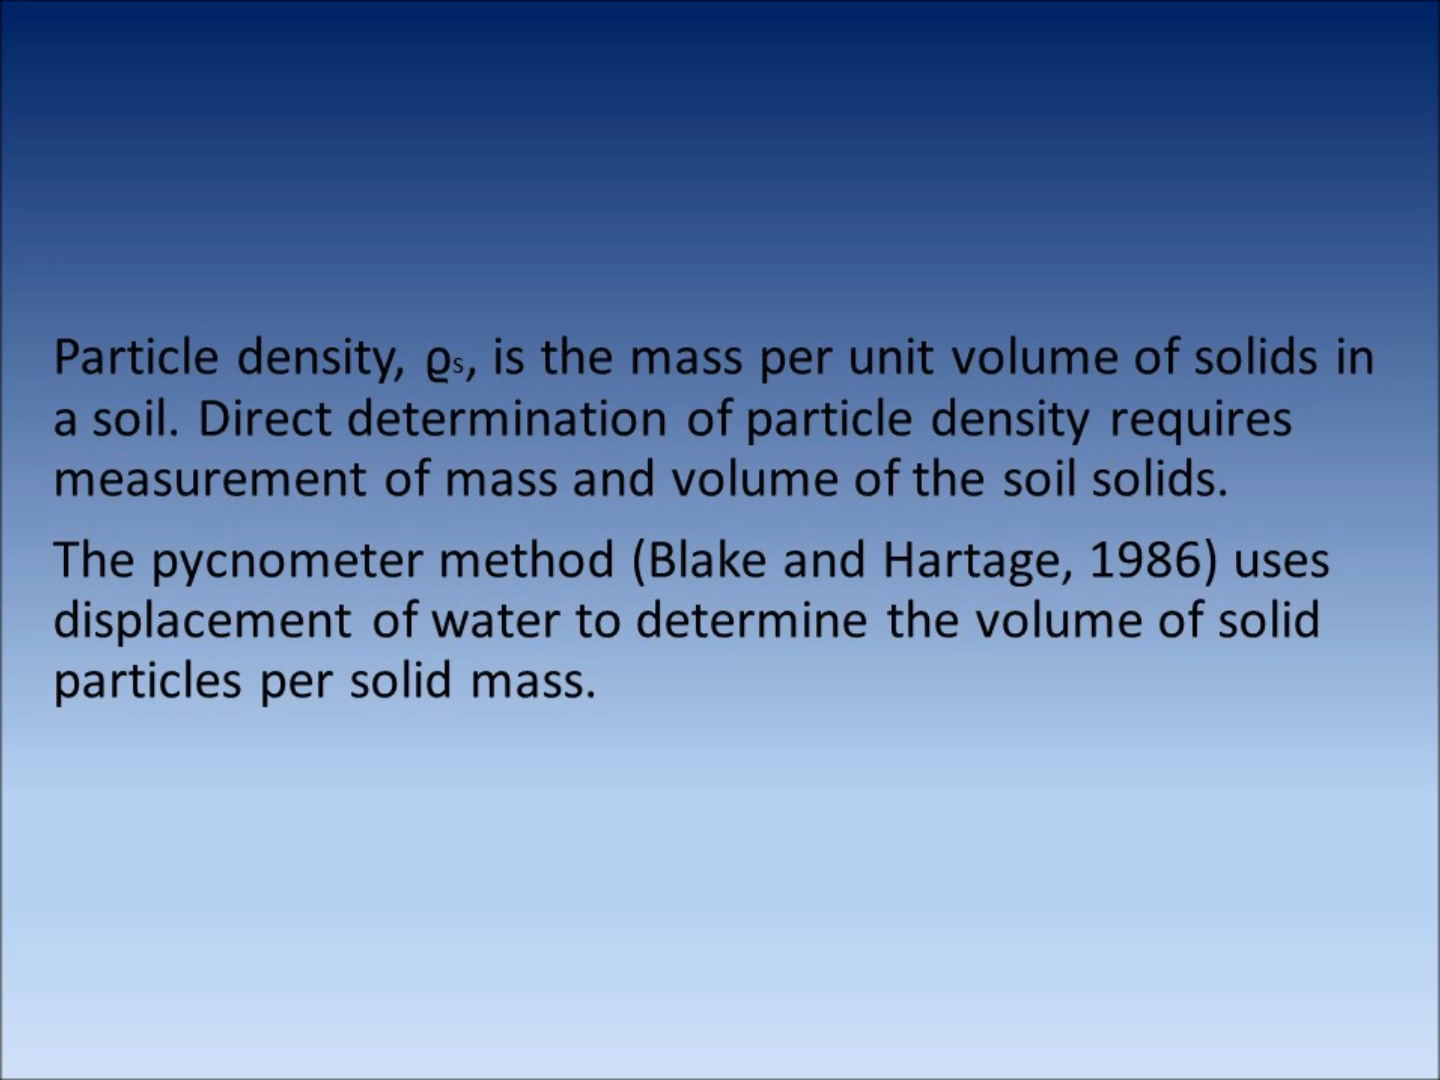 Particle density, ϱs, is the mass per unit volume of solids in
a soil. Direct determination of particle density requires
measurement of mass and volume of the soil solids.
The pycnometer method (Blake and Hartage, 1986) uses
displacement of water to determine the volume of solid
particles per solid mass.